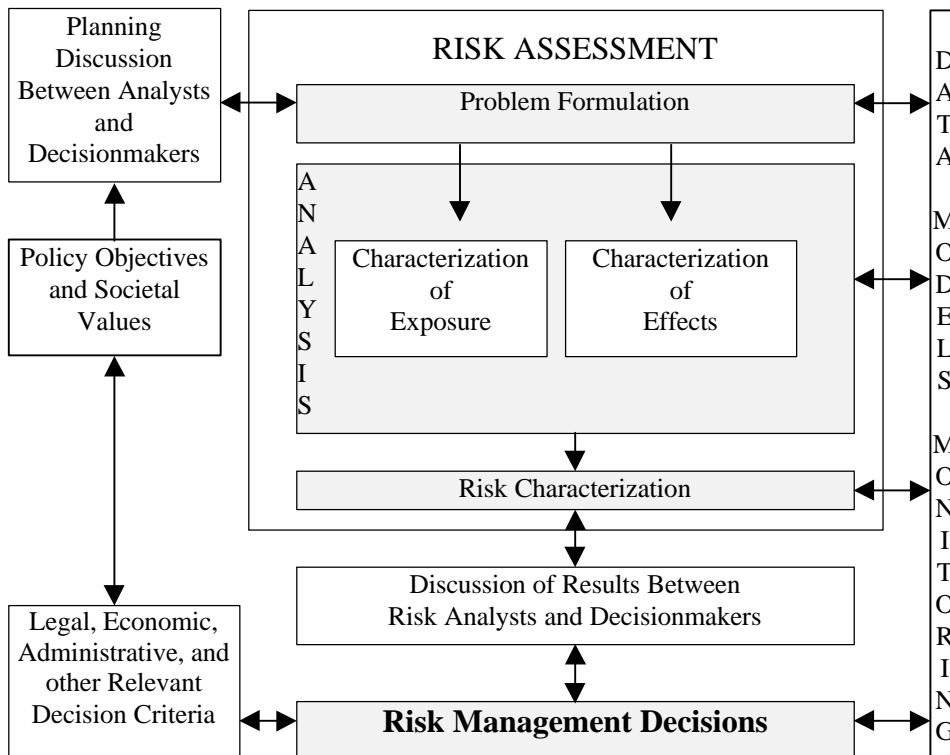 Planning
Discussion
Between Analysts
and
Decisionmakers
RISK ASSESSMENT
Problem Formulation
A
N
A
L
Y
S
I
S
Characterization
of
Exposure
Characterization
of
Effects
Policy Objectives
and Societal
Values
Risk Characterization
Discussion of Results Between
Risk Analysts and Decisionmakers
Legal, Economic,
Administrative, and
other Relevant
Decision Criteria
Risk Management Decisions
D
A
T
A
M
O
D
E
L
S
M
O
N
I
T
O
R
I
N
G